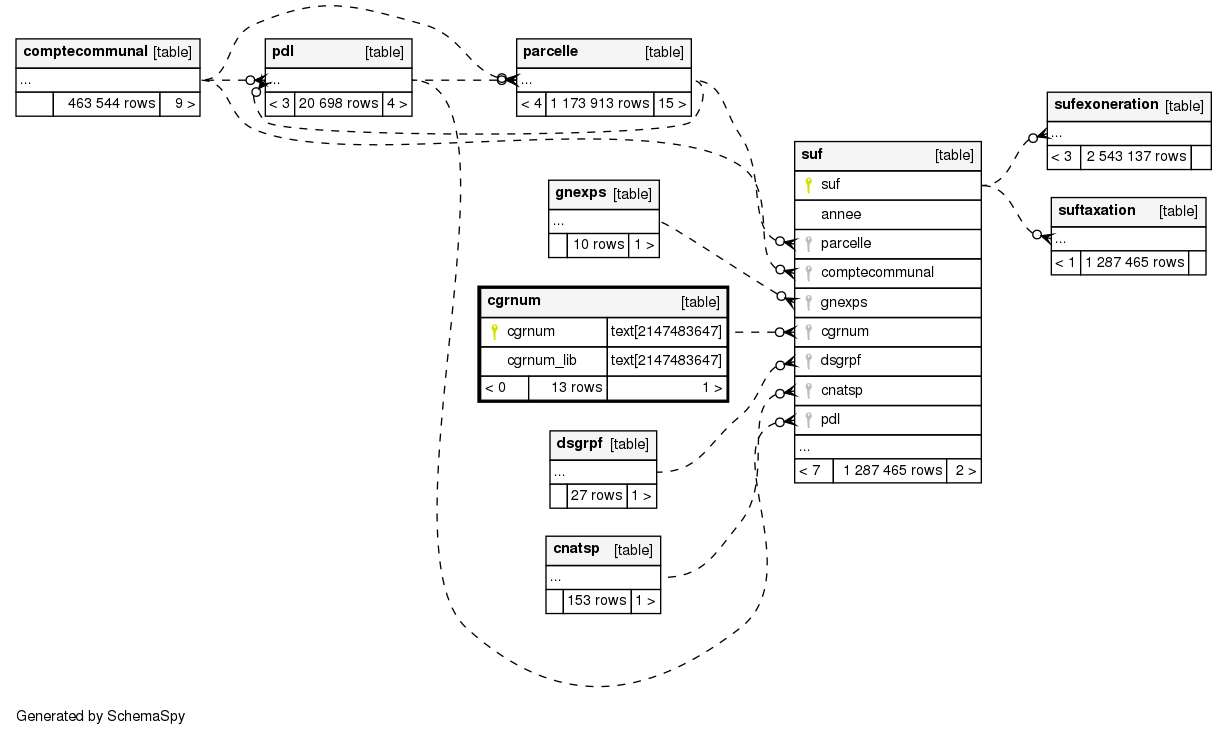 comptecommunal [table]
...
463 544 rows 9 >
pdl [table]
...
< 3 20 698 rows 4 >
parcelle [table]
...
< 4 1 173 913 rows 15 >
sufexoneration [table]
...
< 3 2 543 137 rows
suftaxation [table]
...
< 1 1 287 465 rows
suf [table]
suf
annee
parcelle
comptecommunal
gnexps
cgrnum
dsgrpf
cnatsp
pdl
...
< 7 1 287 465 rows 2 >
gnexps [table]
...
10 rows 1 >
cgrnum [table]
cgrnum text[2147483647]
cgrnum_lib text[2147483647]
< 0 13 rows 1 >
dsgrpf [table]
...
27 rows 1 >
cnatsp [table]
...
153 rows 1 >
Generated by SchemaSpy